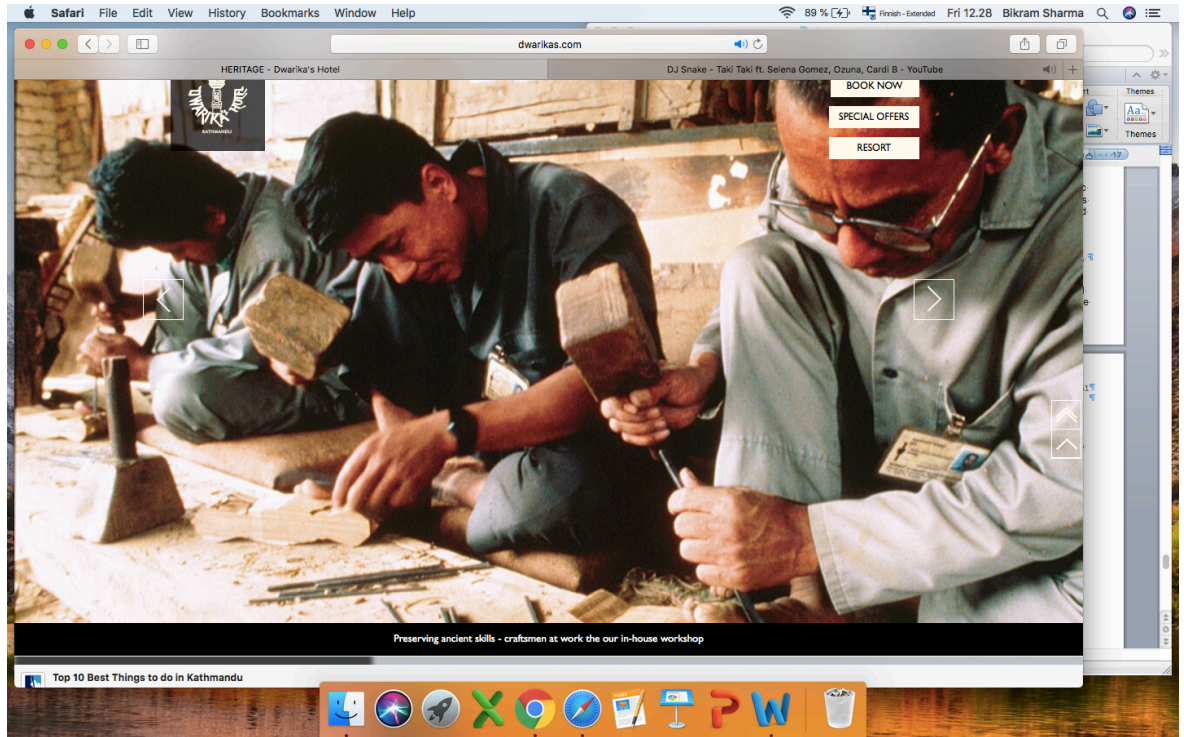 Safari File Edit View History Bookmarks Window Help 89 % Finnish - Extended Fri 12.28 Bikram Sharma
dwarikas.com
HERITAGE - Dwarika's Hotel
DJ Snake - Taki Taki ft. Selena Gomez, Ozuna, Cardi B - YouTube
KATHMANDU
BOOK NOW
SPECIAL OFFERS
RESORT
Themes
Aa
Themes
Preserving ancient skills - craftsmen at work the our in-house workshop
Top 10 Best Things to do in Kathmandu